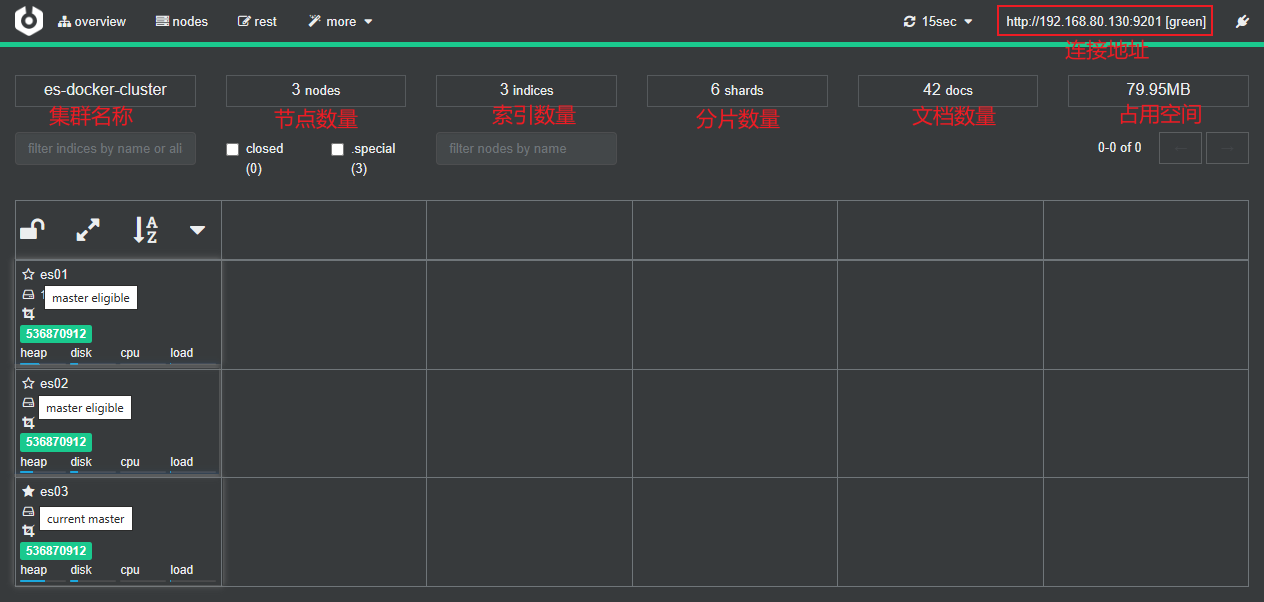 overview nodes rest more 15sec http://192.168.80.130:9201 [green]
连接地址
es-docker-cluster 3 nodes 3 indices 6 shards 42 docs 79.95MB
集群名称 节点数量 索引数量 分片数量 文档数量 占用空间
filter indices by name or ali closed (0) .special (3) filter nodes by name 0-0 of 0
es01
master eligible
536870912
heap disk cpu load
es02
master eligible
536870912
heap disk cpu load
es03
current master
536870912
heap disk cpu load